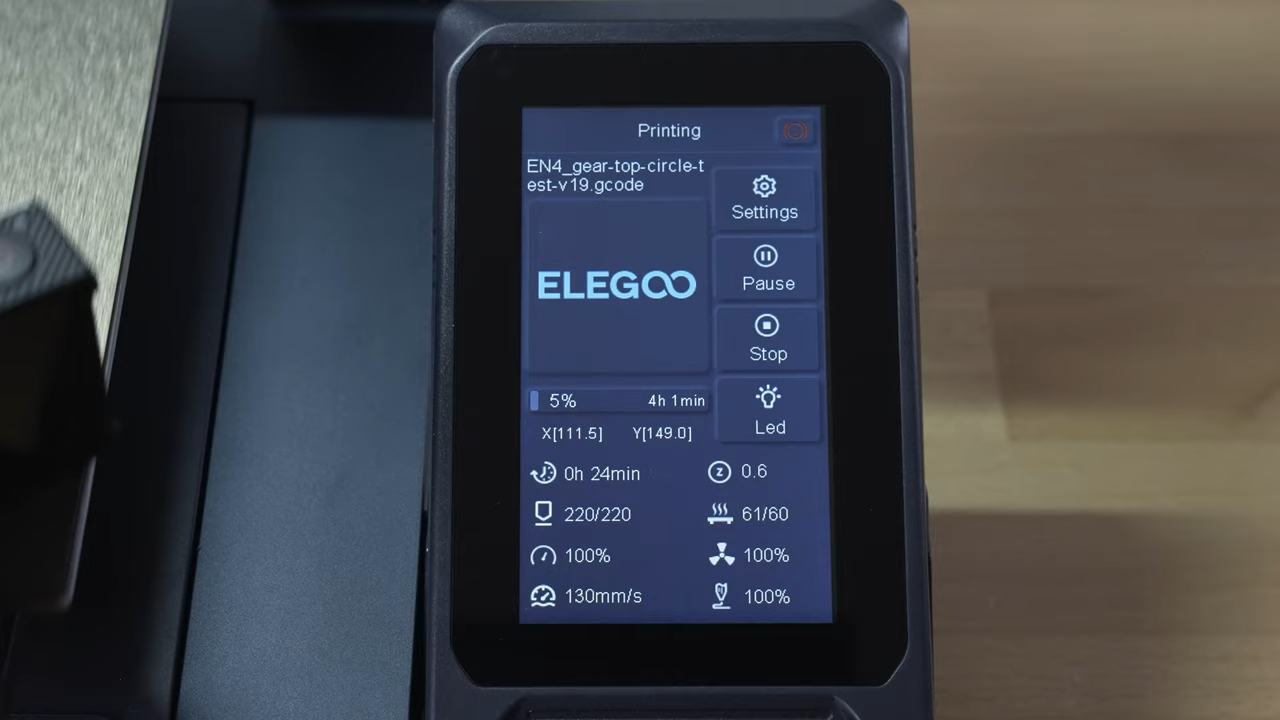 Printing
EN4_gear-top-circle-t
est-v19.gcode
Settings
ELEGOO
Pause
Stop
Led
5%
4h 1min
X[111.5]
Y[149.0]
0h 24min
Z
0.6
220/220
61/60
100%
100%
130mm/s
100%